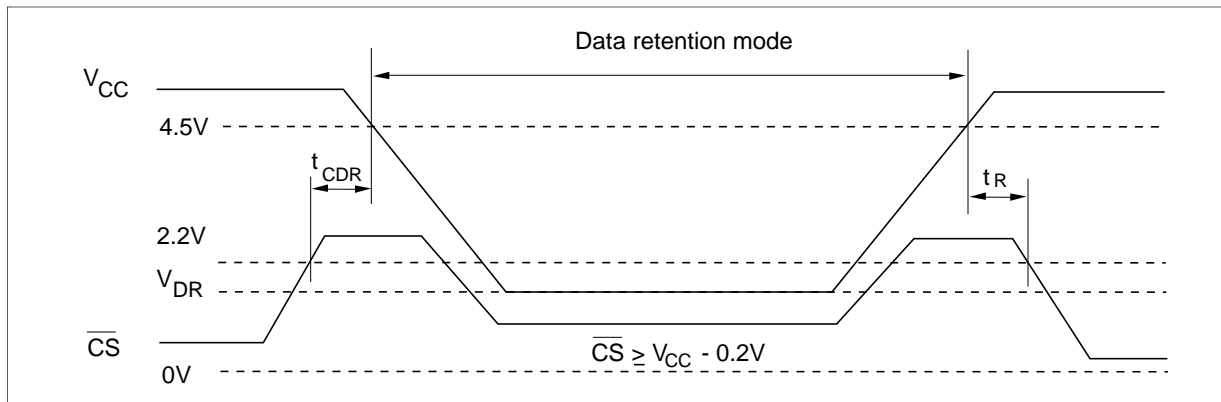 Data retention mode
VCC
4.5V
tCDR
tR
2.2V
VDR
CS ≥ VCC - 0.2V
CS
0V